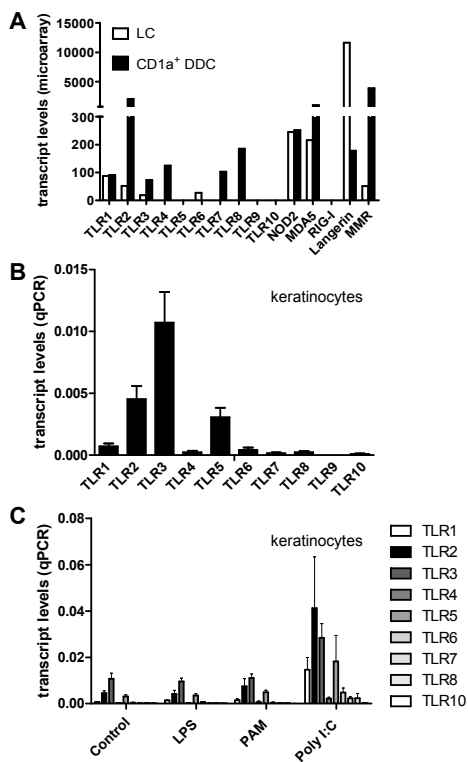 A
LC
CD1a+ DDC
transcript levels (microarray)
15000
10000
5000
300
200
100
0
TLR1 TLR2 TLR3 TLR4 TLR5 TLR6 TLR7 TLR8 TLR9 TLR10 NOD2 MDA5 RIG-I Langerin MMR
B
keratinocytes
transcript levels (qPCR)
0.015
0.010
0.005
0.000
TLR1 TLR2 TLR3 TLR4 TLR5 TLR6 TLR7 TLR8 TLR9 TLR10
C
keratinocytes
transcript levels (qPCR)
0.08
0.06
0.04
0.02
0.00
Control LPS PAM Poly I:C
TLR1
TLR2
TLR3
TLR4
TLR5
TLR6
TLR7
TLR8
TLR10